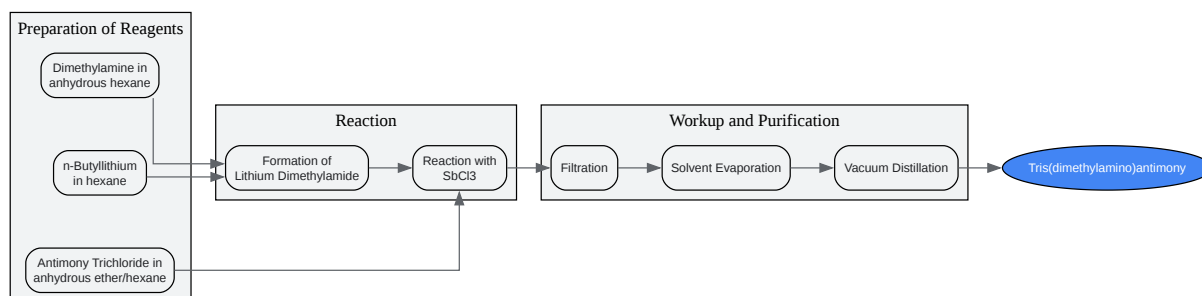 Preparation of Reagents
Dimethylamine in
anhydrous hexane
n-Butyllithium
in hexane
Antimony Trichloride in
anhydrous ether/hexane
Reaction
Formation of
Lithium Dimethylamide
Reaction with
SbCl3
Workup and Purification
Filtration
Solvent Evaporation
Vacuum Distillation
Tris(dimethylamino)antimony